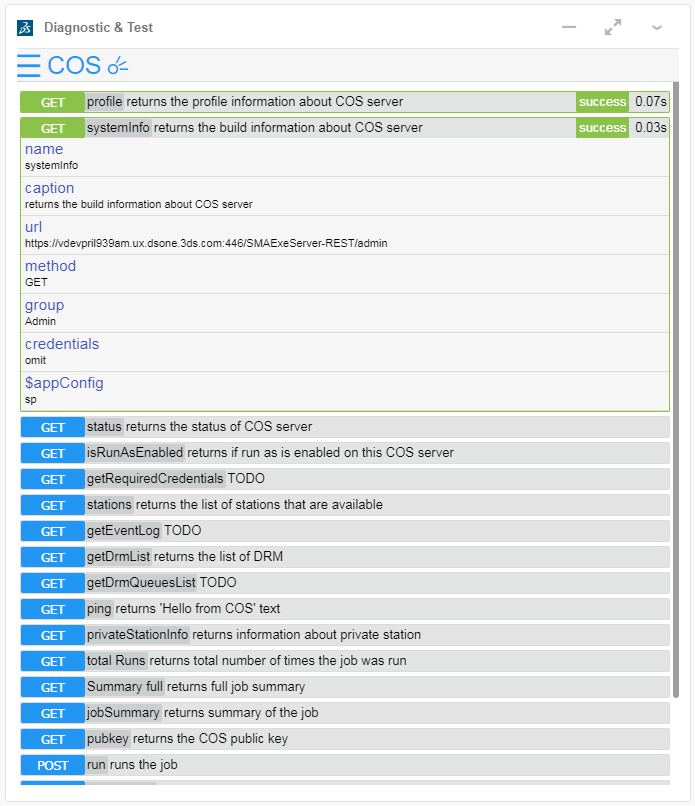 Diagnostic & Test
COS
GET profile returns the profile information about COS server success 0.07s
GET systemInfo returns the build information about COS server success 0.03s
name
systemInfo
caption
returns the build information about COS server
url
https://vdevpril939am.ux.dsone.3ds.com:446/SMAExeServer-REST/admin
method
GET
group
Admin
credentials
omit
$appConfig
sp
GET status returns the status of COS server
GET isRunAsEnabled returns if run as is enabled on this COS server
GET getRequiredCredentials TODO
GET stations returns the list of stations that are available
GET getEventLog TODO
GET getDrmList returns the list of DRM
GET getDrmQueuesList TODO
GET ping returns 'Hello from COS' text
GET privateStationInfo returns information about private station
GET total Runs returns total number of times the job was run
GET Summary full returns full job summary
GET jobSummary returns summary of the job
GET pubkey returns the COS public key
POST run runs the job